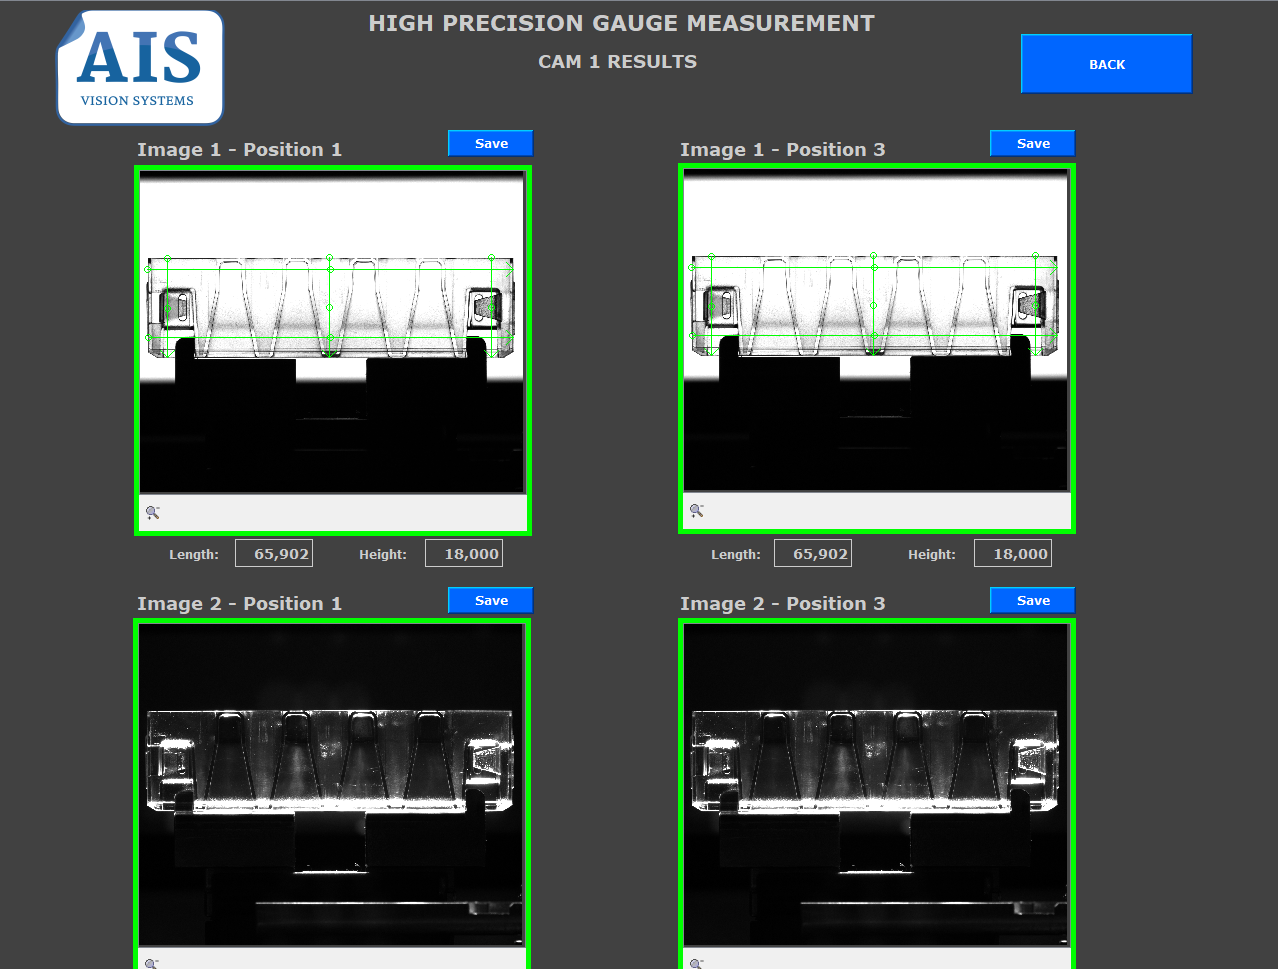 AIS
VISION SYSTEMS
HIGH PRECISION GAUGE MEASUREMENT
CAM 1 RESULTS
BACK
Image 1 - Position 1
Save
Image 1 - Position 3
Save
Length: 65,902 Height: 18,000
Length: 65,902 Height: 18,000
Image 2 - Position 1
Save
Image 2 - Position 3
Save